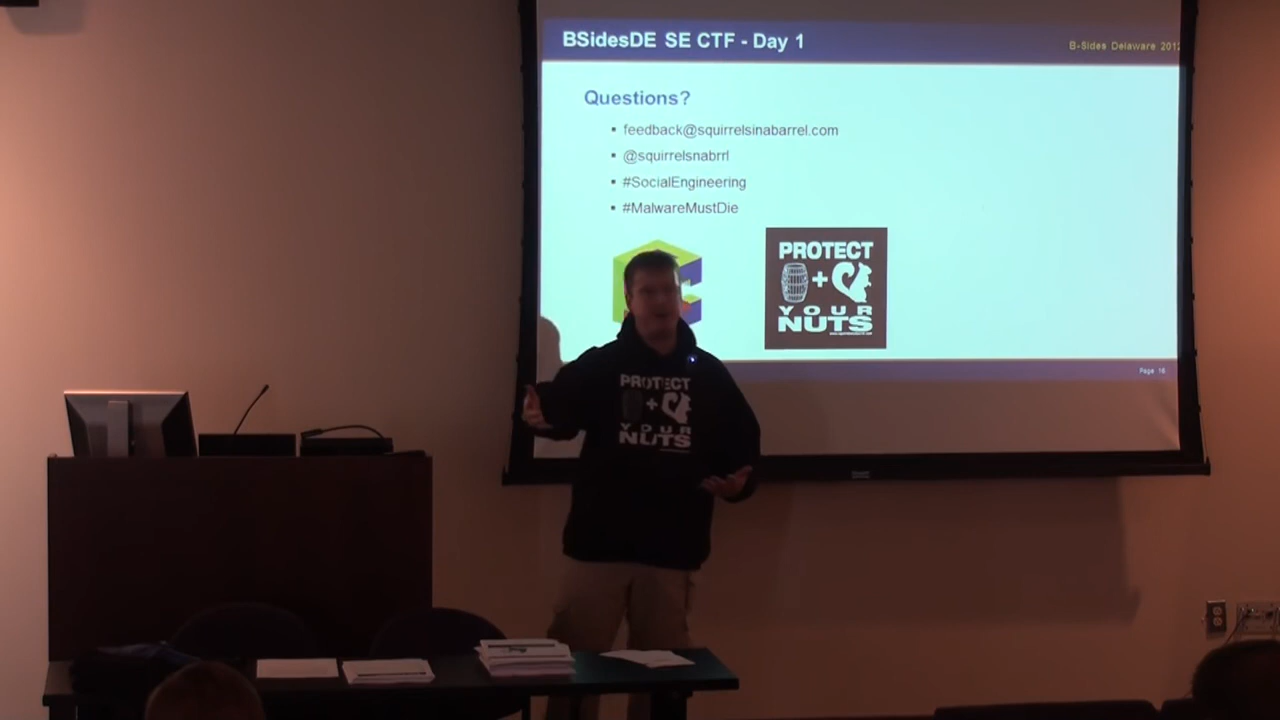 BSidesDE SE CTF - Day 1
B-Sides Delaware 2012
Questions?
▪ feedback@squirrelsinabarrel.com
▪ @squirrelsnabrrl
▪ #SocialEngineering
▪ #MalwareMustDie
PROTECT
+
YOUR
NUTS
Page 16
PROTECT
+
YOUR
NUTS